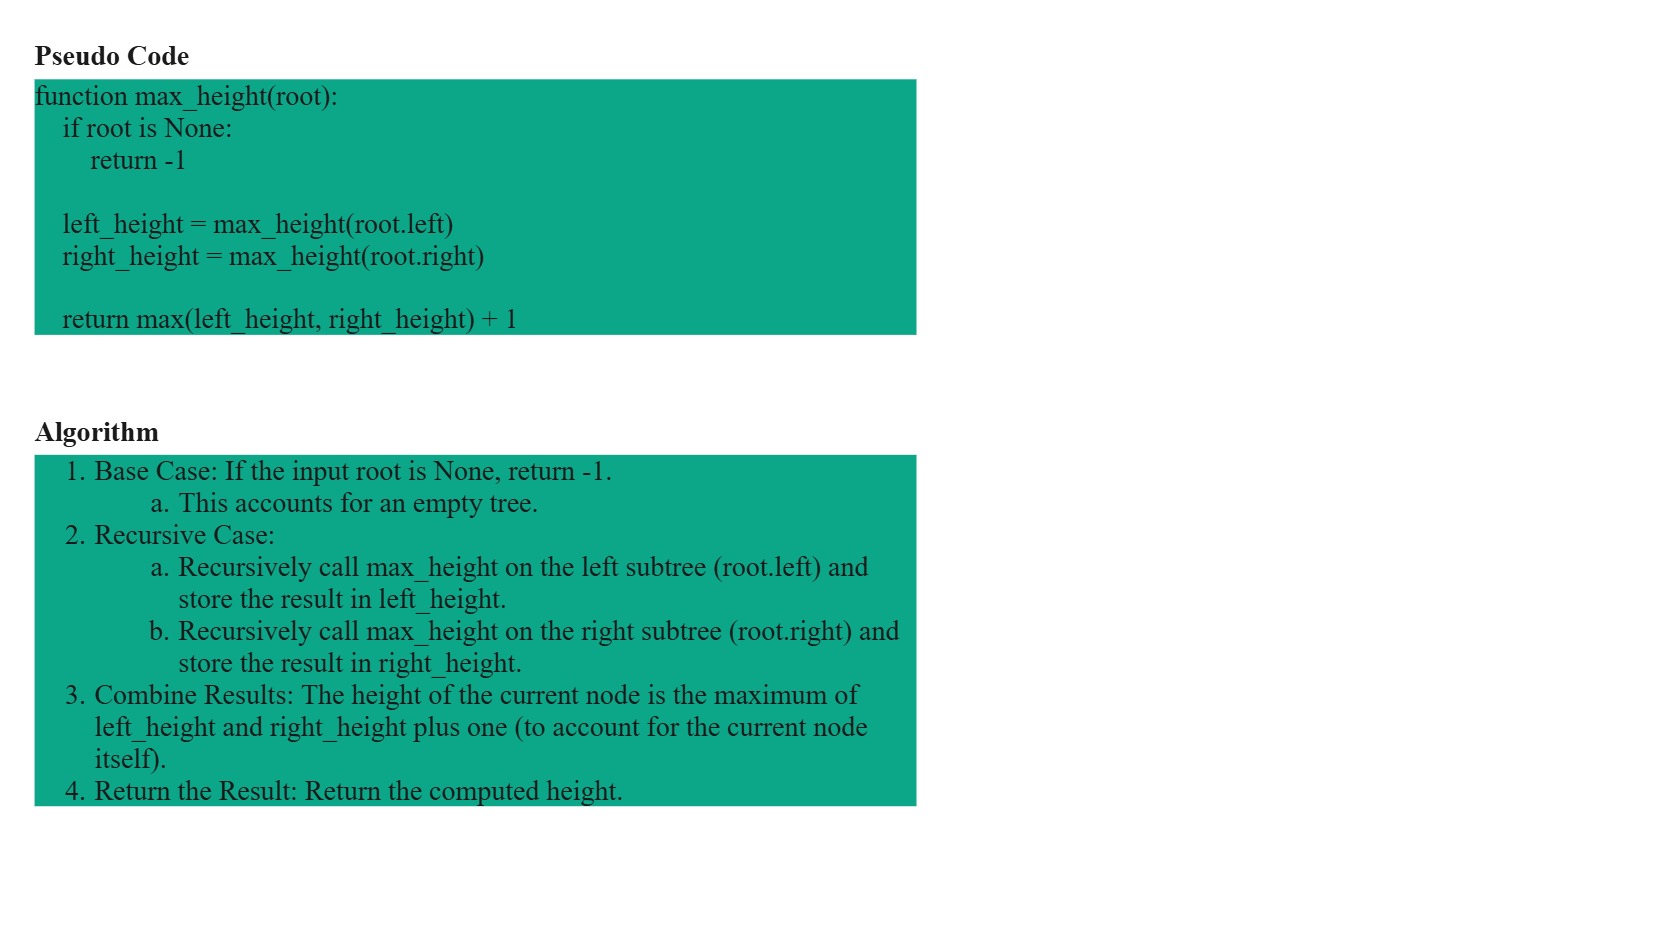 Pseudo Code
function max_height(root):
if root is None:
return -1
left_height = max_height(root.left)
right_height = max_height(root.right)
return max(left_height, right_height) + 1
Algorithm
1. Base Case: If the input root is None, return -1.
a. This accounts for an empty tree.
2. Recursive Case:
a. Recursively call max_height on the left subtree (root.left) and
store the result in left_height.
b. Recursively call max_height on the right subtree (root.right) and
store the result in right_height.
3. Combine Results: The height of the current node is the maximum of
left_height and right_height plus one (to account for the current node
itself).
4. Return the Result: Return the computed height.